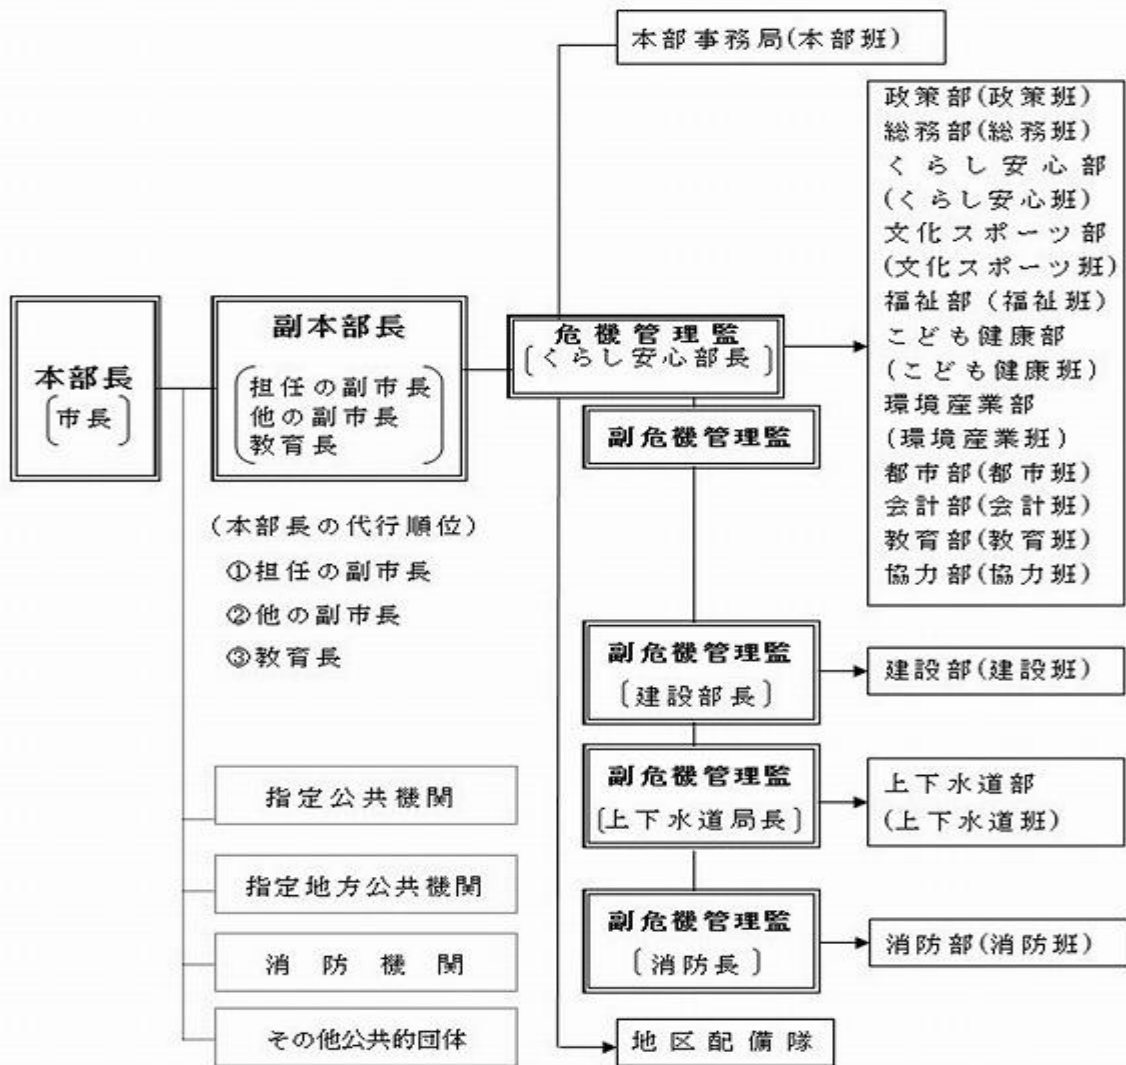 本部事務局(本部班)
政策部(政策班)
総務部(総務班)
くらし安心部
(くらし安心班)
文化スポーツ部
(文化スポーツ班)
福祉部(福祉班)
こども健康部
(こども健康班)
環境産業部
(環境産業班)
都市部(都市班)
会計部(会計班)
教育部(教育班)
協力部(協力班)
本部長
〔市長〕
副本部長
担任の副市長
他の副市長
教育長
危機管理監
〔くらし安心部長〕
副危機管理監
(本部長の代行順位)
①担任の副市長
②他の副市長
③教育長
副危機管理監
〔建設部長〕
建設部(建設班)
副危機管理監
〔上下水道局長〕
上下水道部
(上下水道班)
副危機管理監
〔消防長〕
消防部(消防班)
地区配備隊
指定公共機関
指定地方公共機関
消防機関
その他公共的団体